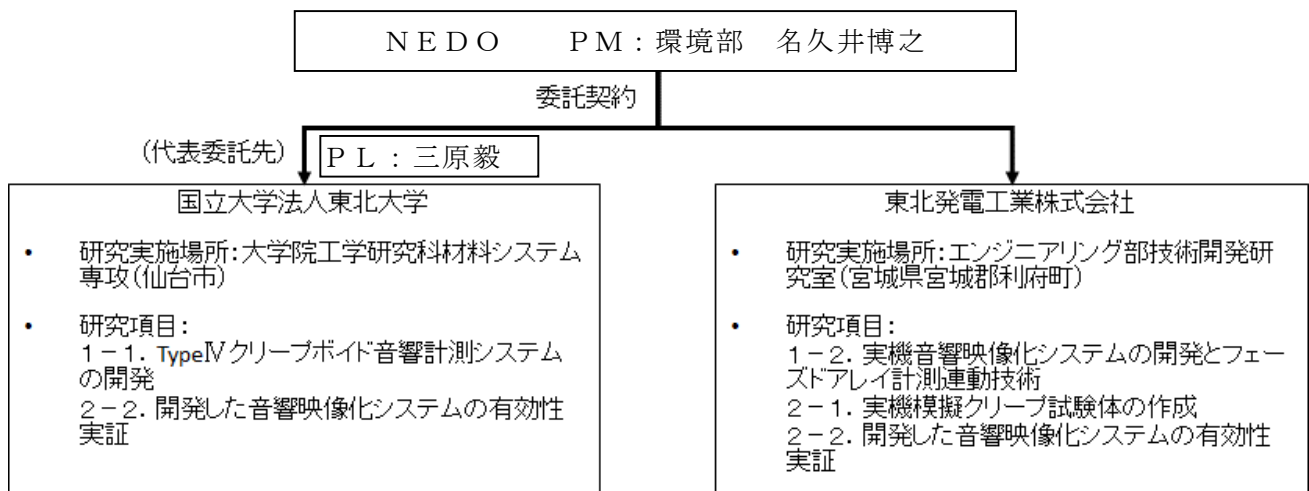 ＮＥＤＯ　　ＰＭ：環境部　名久井博之
委託契約
(代表委託先)
ＰＬ：三原毅
国立大学法人東北大学
• 研究実施場所：大学院工学研究科材料システム
専攻(仙台市)
• 研究項目：
１－１．TypeⅣクリープボイド音響計測システム
の開発
２－２．開発した音響映像化システムの有効性
実証
東北発電工業株式会社
• 研究実施場所：エンジニアリング部技術開発研
究室(宮城県宮城郡利府町)
• 研究項目：
１－２．実機音響映像化システムの開発とフェー
ズドアレイ計測連動技術
２－１．実機模擬クリープ試験体の作成
２－２．開発した音響映像化システムの有効性
実証